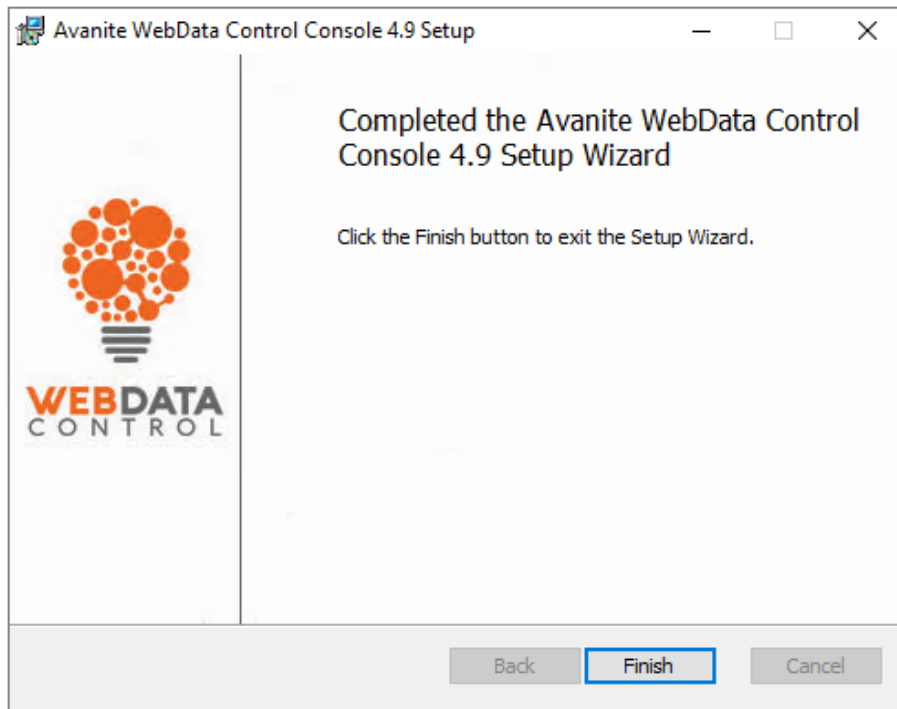 Avanite WebData Control Console 4.9 Setup
Completed the Avanite WebData Control
Console 4.9 Setup Wizard
Click the Finish button to exit the Setup Wizard.
WEBDATA
CONTROL
Back
Finish
Cancel